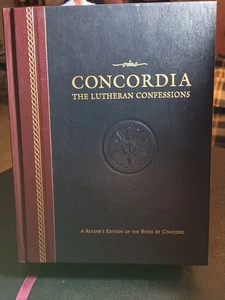 CONCORDIA
THE LUTHERAN CONFESSIONS
A READER'S EDITION OF THE BOOK OF CONCORD